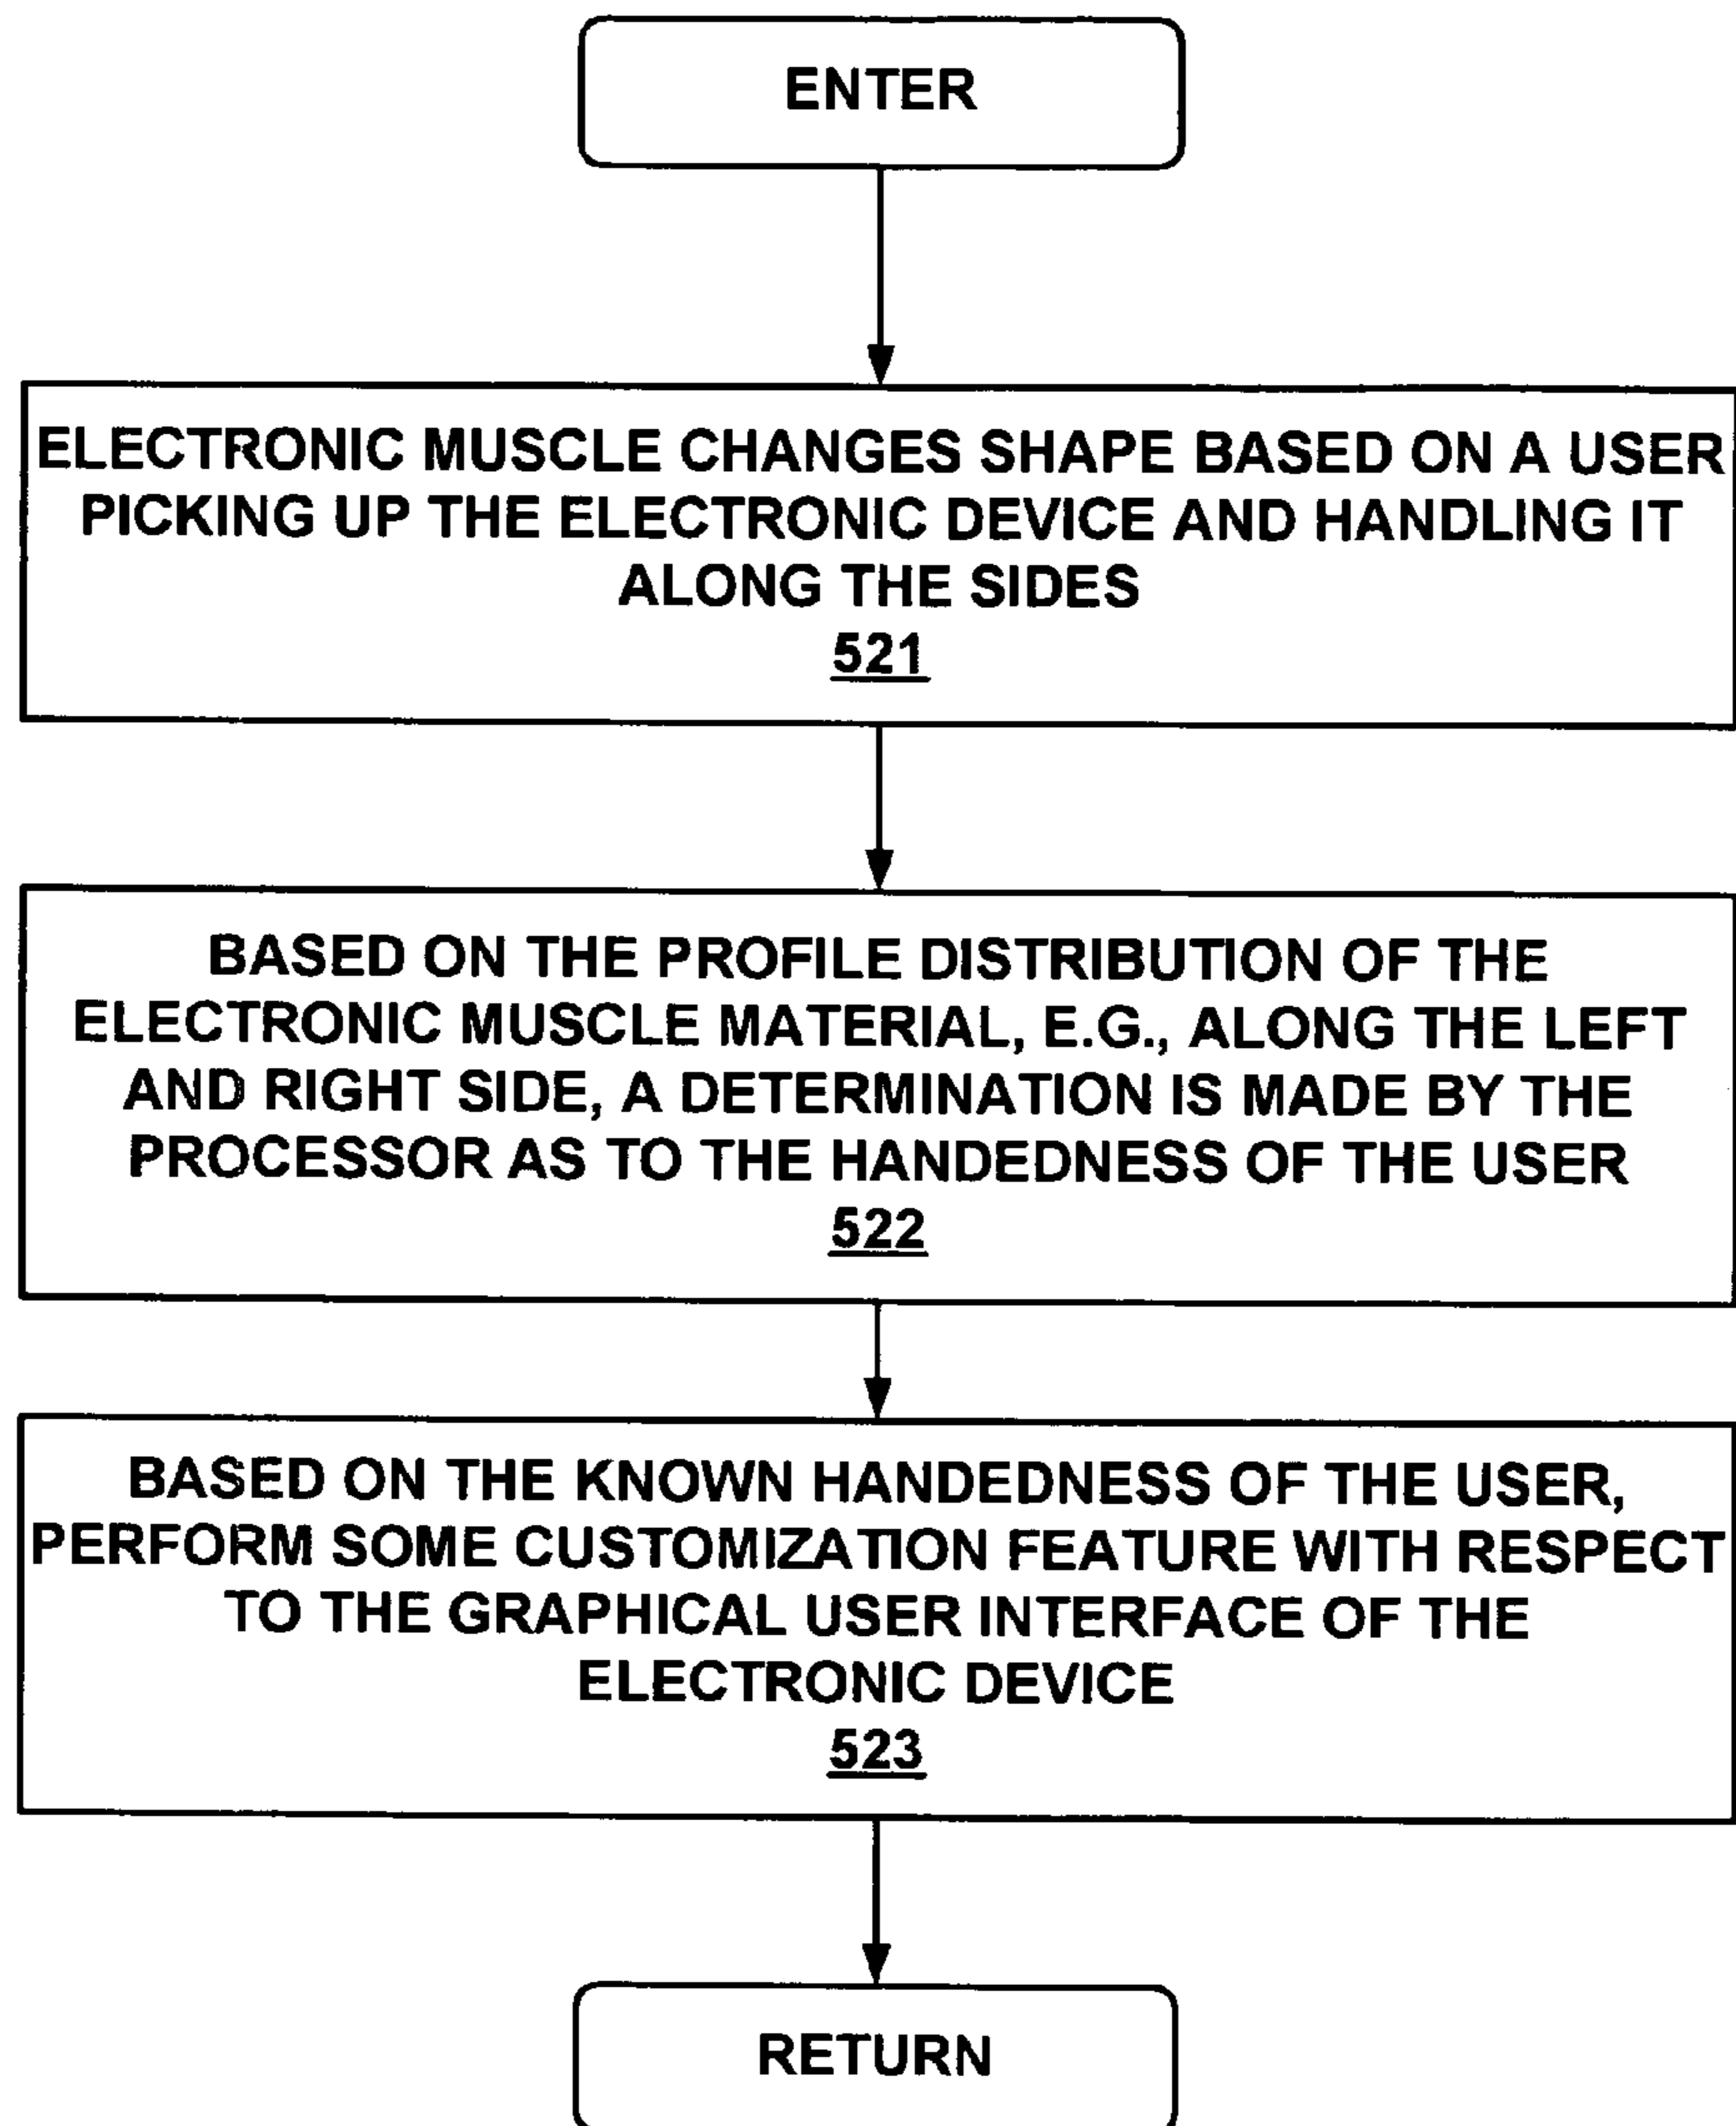 ENTER
ELECTRONIC MUSCLE CHANGES SHAPE BASED ON A USER
PICKING UP THE ELECTRONIC DEVICE AND HANDLING IT
ALONG THE SIDES
521
BASED ON THE PROFILE DISTRIBUTION OF THE
ELECTRONIC MUSCLE MATERIAL, E.G., ALONG THE LEFT
AND RIGHT SIDE, A DETERMINATION IS MADE BY THE
PROCESSOR AS TO THE HANDEDNESS OF THE USER
522
BASED ON THE KNOWN HANDEDNESS OF THE USER,
PERFORM SOME CUSTOMIZATION FEATURE WITH RESPECT
TO THE GRAPHICAL USER INTERFACE OF THE
ELECTRONIC DEVICE
523
RETURN